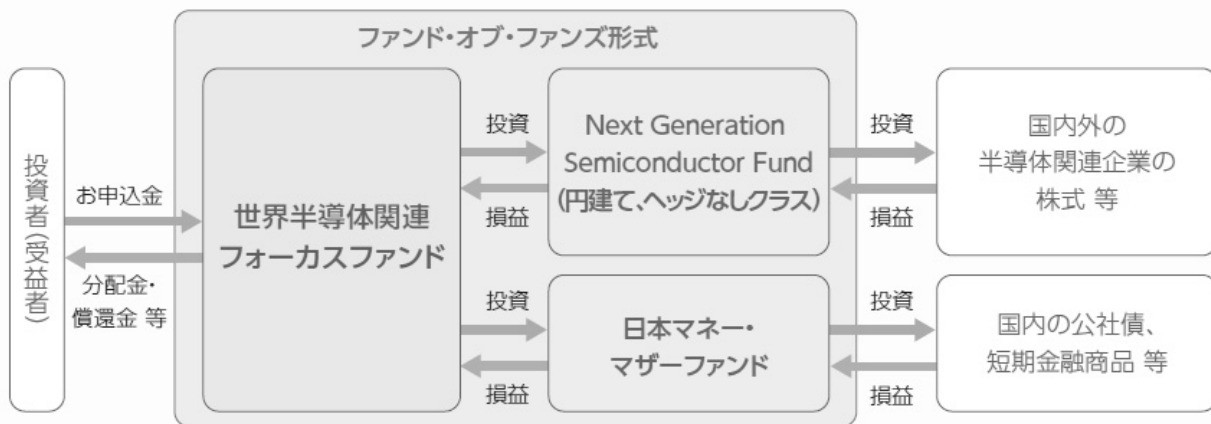 ファンド・オブ・ファンズ形式
投資者（受益者）
お申込金
分配金・
償還金 等
世界半導体関連
フォーカスファンド
投資
損益
Next Generation
Semiconductor Fund
（円建て、ヘッジなしクラス）
投資
損益
国内外の
半導体関連企業の
株式 等
投資
損益
日本マネー・
マザーファンド
投資
損益
国内の公社債、
短期金融商品 等